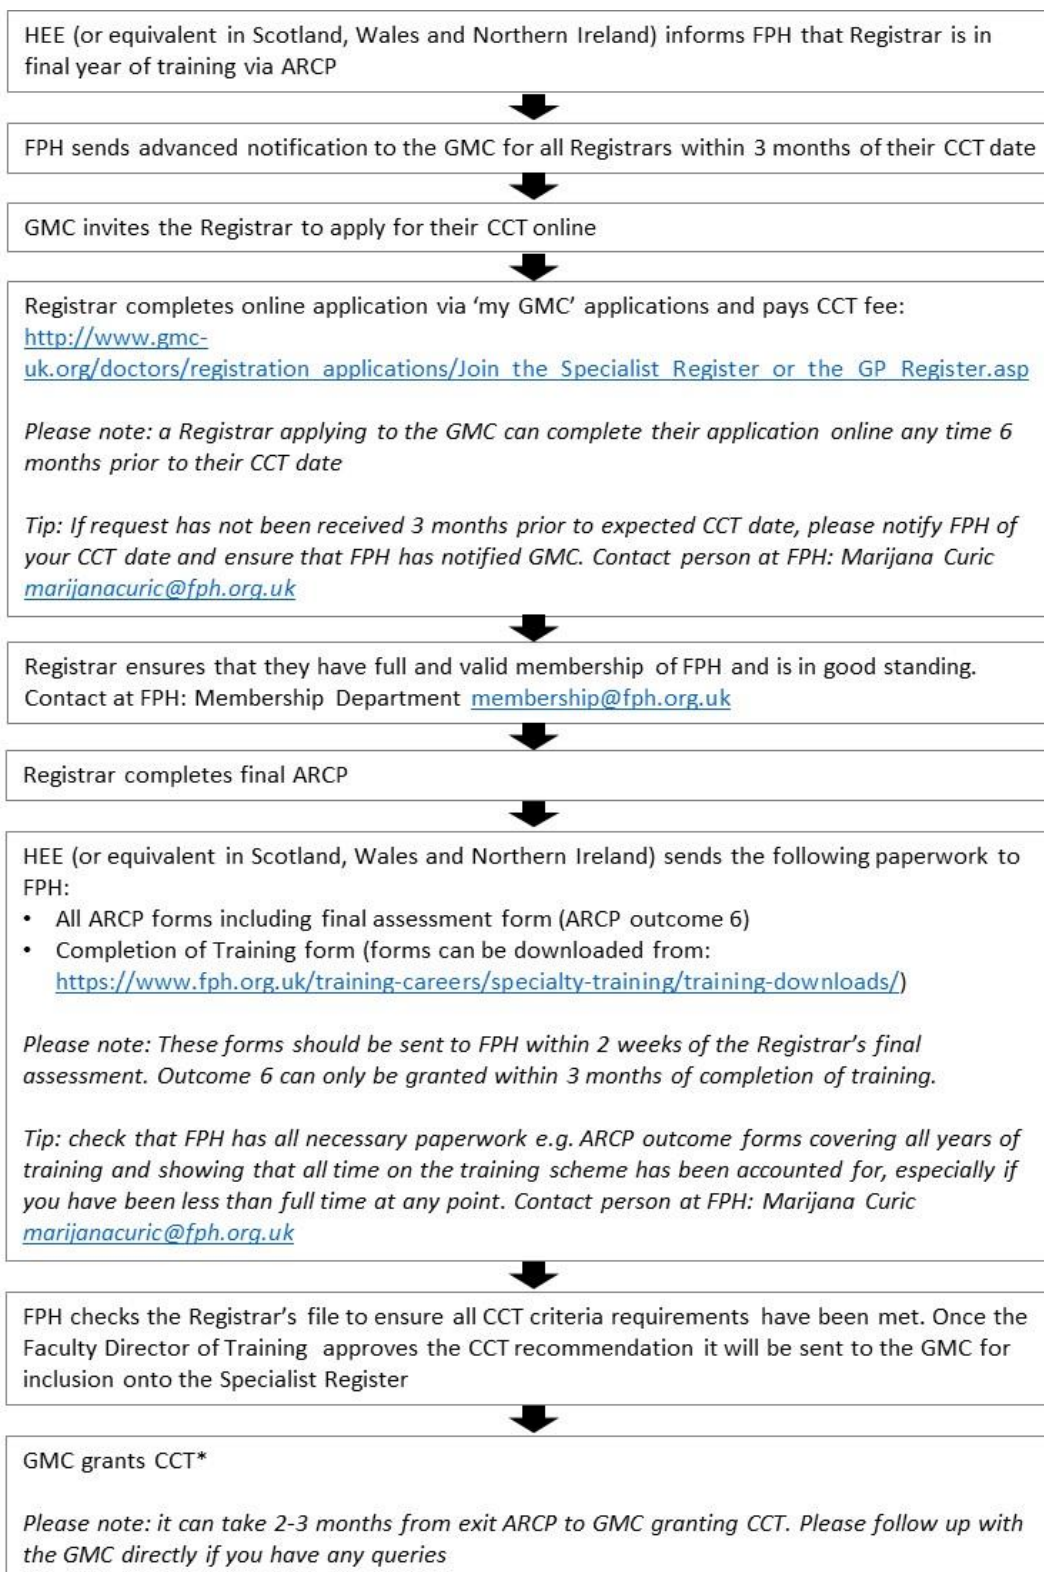 HEE (or equivalent in Scotland, Wales and Northern Ireland) informs FPH that Registrar is in
final year of training via ARCP
FPH sends advanced notification to the GMC for all Registrars within 3 months of their CCT date
GMC invites the Registrar to apply for their CCT online
Registrar completes online application via ‘my GMC’ applications and pays CCT fee:
http://www.gmc-
uk.org/doctors/registration_applications/Join_the_Specialist_Register_or_the_GP_Register.asp
Please note: a Registrar applying to the GMC can complete their application online any time 6
months prior to their CCT date
Tip: If request has not been received 3 months prior to expected CCT date, please notify FPH of
your CCT date and ensure that FPH has notified GMC. Contact person at FPH: Marijana Curic
marijanacuric@fph.org.uk
Registrar ensures that they have full and valid membership of FPH and is in good standing.
Contact at FPH: Membership Department membership@fph.org.uk
Registrar completes final ARCP
HEE (or equivalent in Scotland, Wales and Northern Ireland) sends the following paperwork to
FPH:
• All ARCP forms including final assessment form (ARCP outcome 6)
• Completion of Training form (forms can be downloaded from:
https://www.fph.org.uk/training-careers/specialty-training/training-downloads/)
Please note: These forms should be sent to FPH within 2 weeks of the Registrar’s final
assessment. Outcome 6 can only be granted within 3 months of completion of training.
Tip: check that FPH has all necessary paperwork e.g. ARCP outcome forms covering all years of
training and showing that all time on the training scheme has been accounted for, especially if
you have been less than full time at any point. Contact person at FPH: Marijana Curic
marijanacuric@fph.org.uk
FPH checks the Registrar’s file to ensure all CCT criteria requirements have been met. Once the
Faculty Director of Training approves the CCT recommendation it will be sent to the GMC for
inclusion onto the Specialist Register
GMC grants CCT*
Please note: it can take 2-3 months from exit ARCP to GMC granting CCT. Please follow up with
the GMC directly if you have any queries